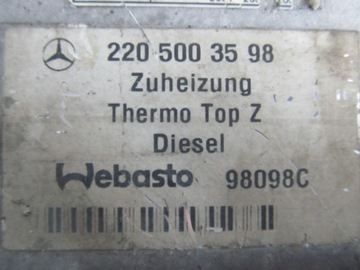 220 500 35 98
Zuheizung
Thermo Top Z
Diesel
Webasto 98098C